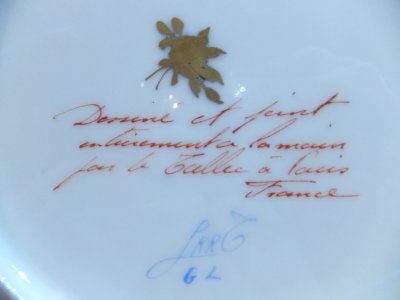 Dessiné et peint
entièrement à la main
par le Tallec à Paris
France
G L